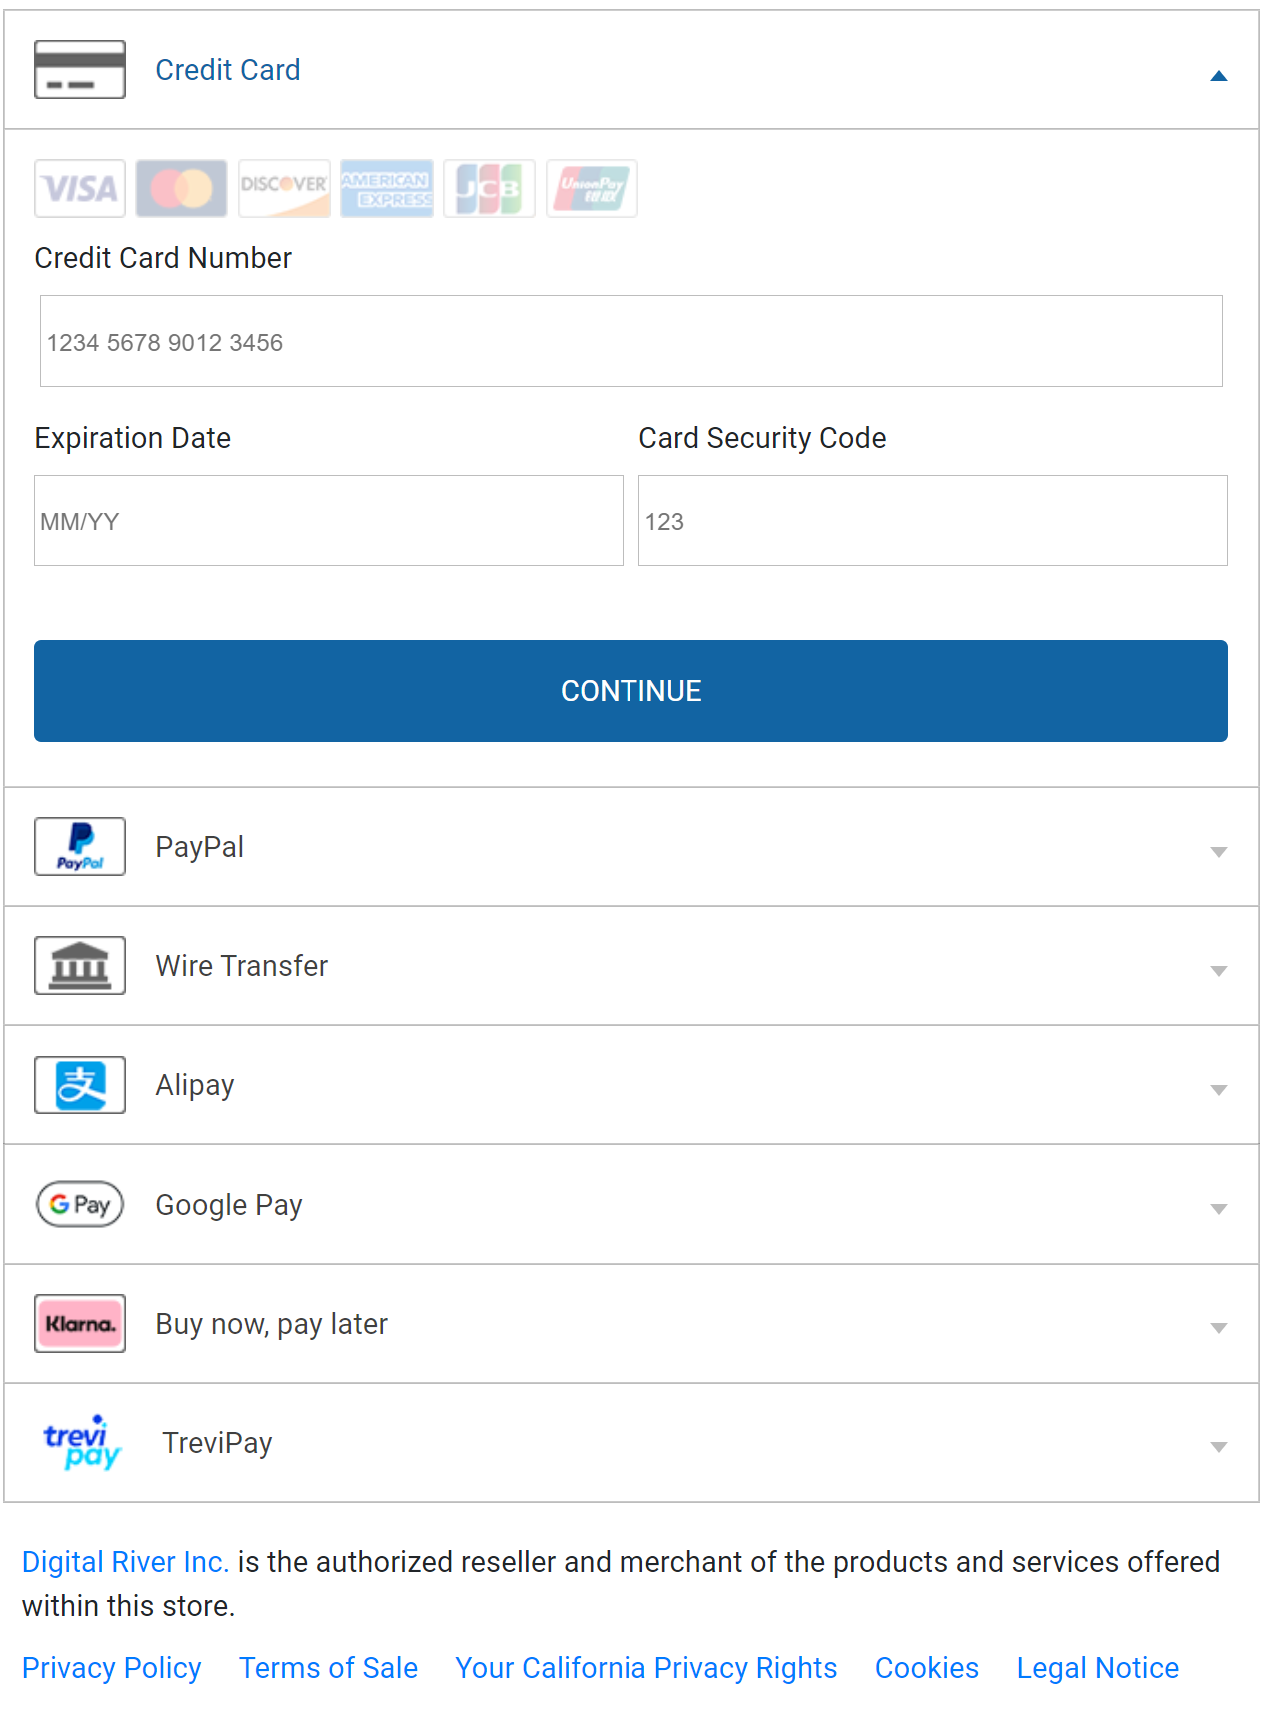 Credit Card
VISA DISCOVER AMERICAN EXPRESS JCB UnionPay 银联
Credit Card Number
1234 5678 9012 3456
Expiration Date Card Security Code
MM/YY 123
CONTINUE
PayPal PayPal
Wire Transfer
支 Alipay
G Pay Google Pay
Klarna. Buy now, pay later
trevi pay TreviPay
Digital River Inc. is the authorized reseller and merchant of the products and services offered
within this store.
Privacy Policy Terms of Sale Your California Privacy Rights Cookies Legal Notice